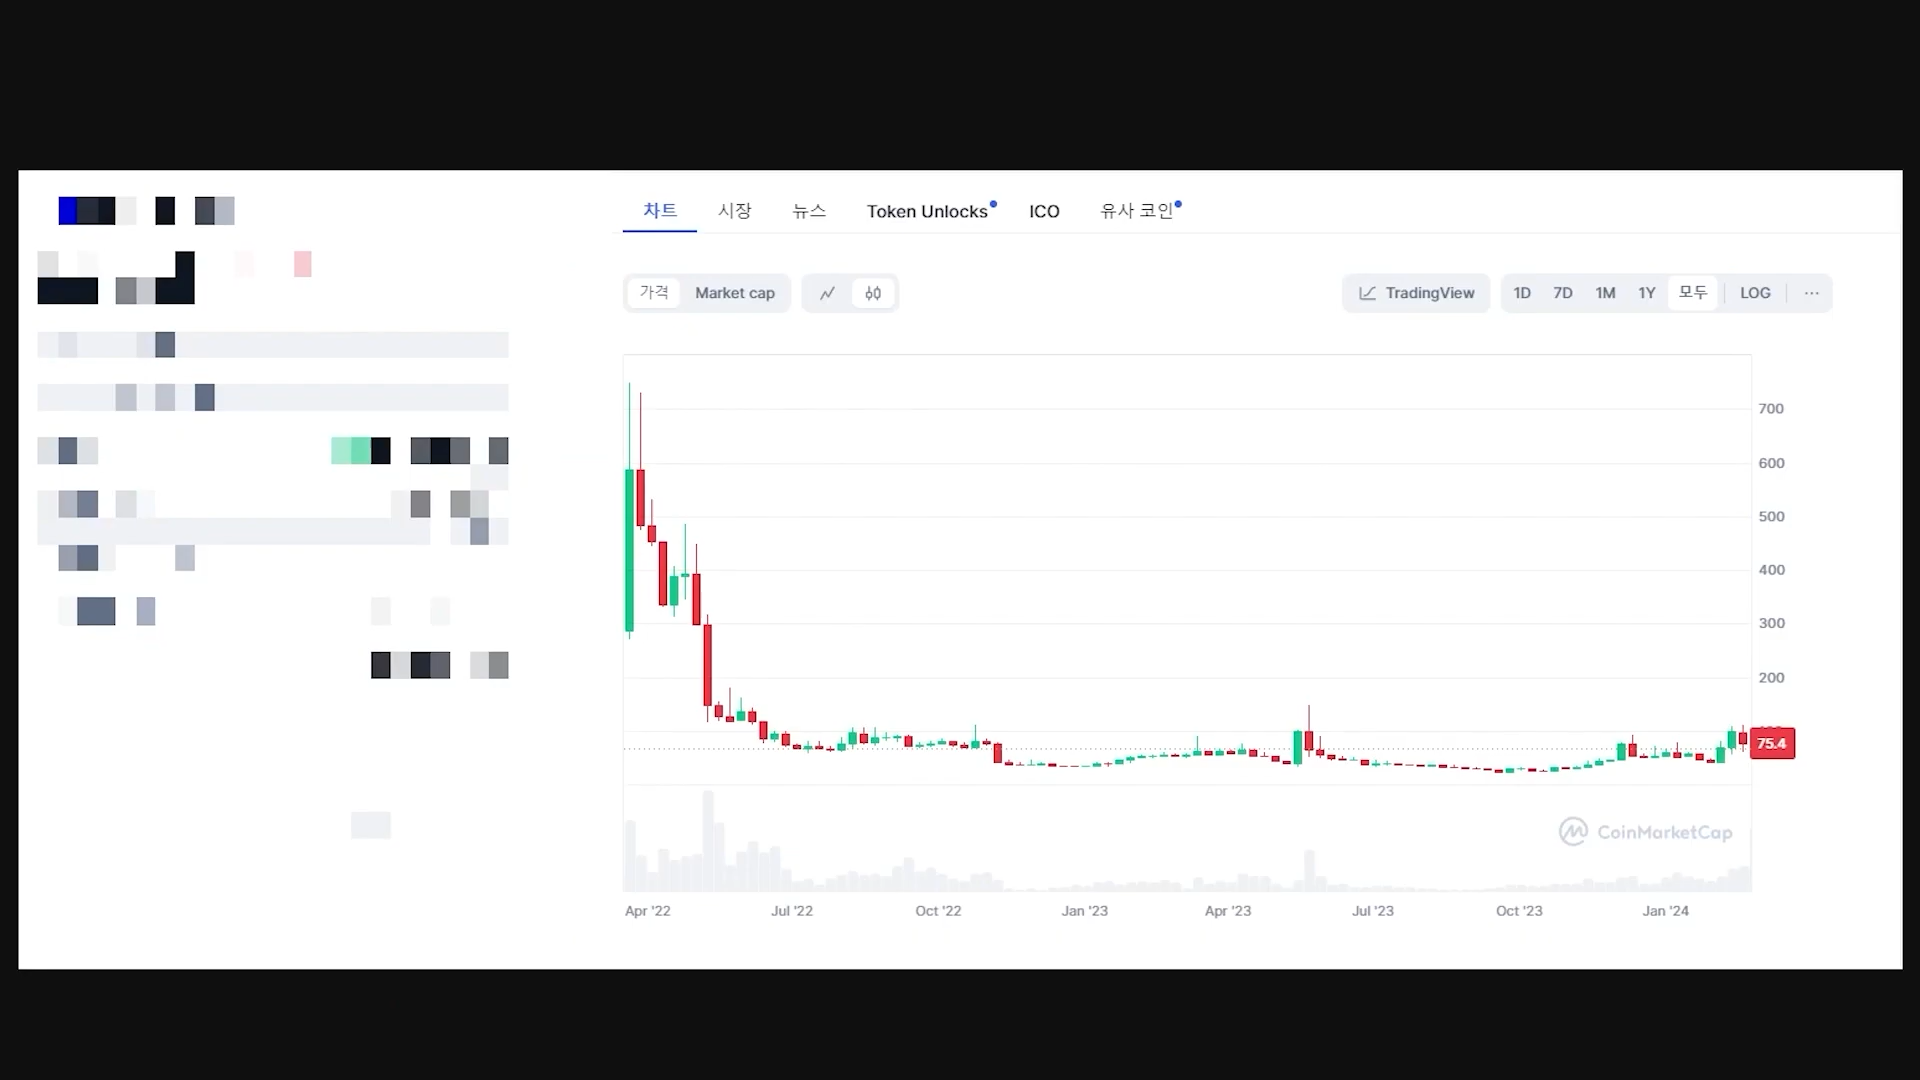 차트 시장 뉴스 Token Unlocks ICO 유사 코인
가격 Market cap TradingView 1D 7D 1M 1Y 모두 LOG ...
700
600
500
400
300
200
75.4
CoinMarketCap
Apr '22 Jul '22 Oct '22 Jan '23 Apr '23 Jul '23 Oct '23 Jan '24